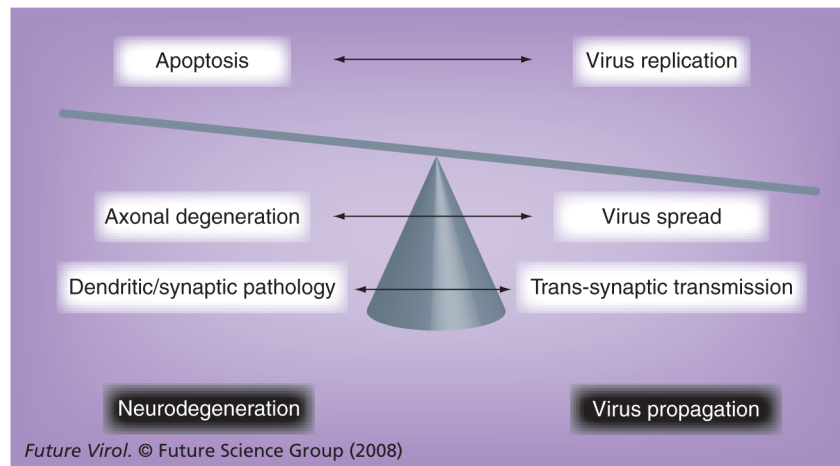 Apoptosis
Virus replication
Axonal degeneration
Virus spread
Dendritic/synaptic pathology
Trans-synaptic transmission
Neurodegeneration
Virus propagation
Future Virol. © Future Science Group (2008)